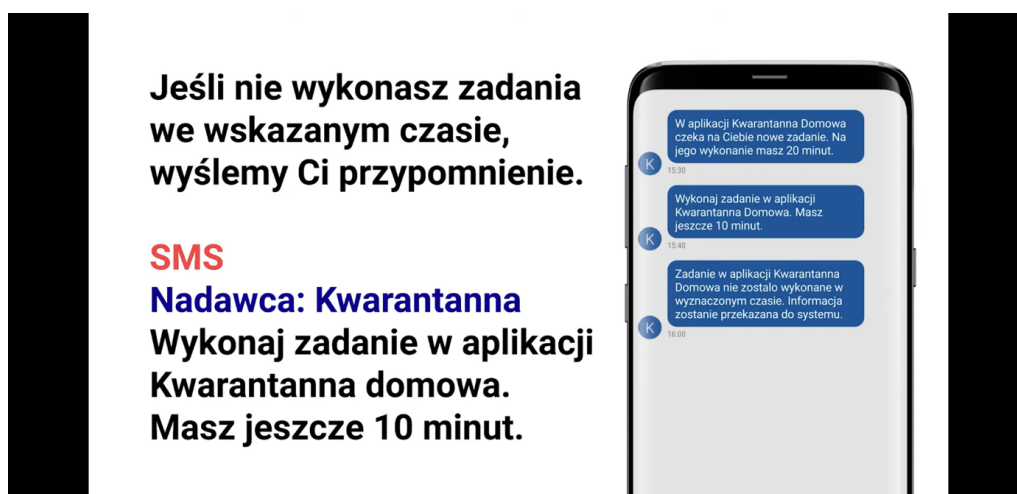 Jeśli nie wykonasz zadania
we wskazanym czasie,
wyślemy Ci przypomnienie.
SMS
Nadawca: Kwarantanna
Wykonaj zadanie w aplikacji
Kwarantanna domowa.
Masz jeszcze 10 minut.
W aplikacji Kwarantanna Domowa
czeka na Ciebie nowe zadanie. Na
jego wykonanie masz 20 minut.
K
15:30
Wykonaj zadanie w aplikacji
Kwarantanna Domowa. Masz
jeszcze 10 minut.
K
15:40
Zadanie w aplikacji Kwarantanna
Domowa nie zostalo wykonane w
wyznaczonym czasie. Informacja
zostanie przekazana do systemu.
K
16:00